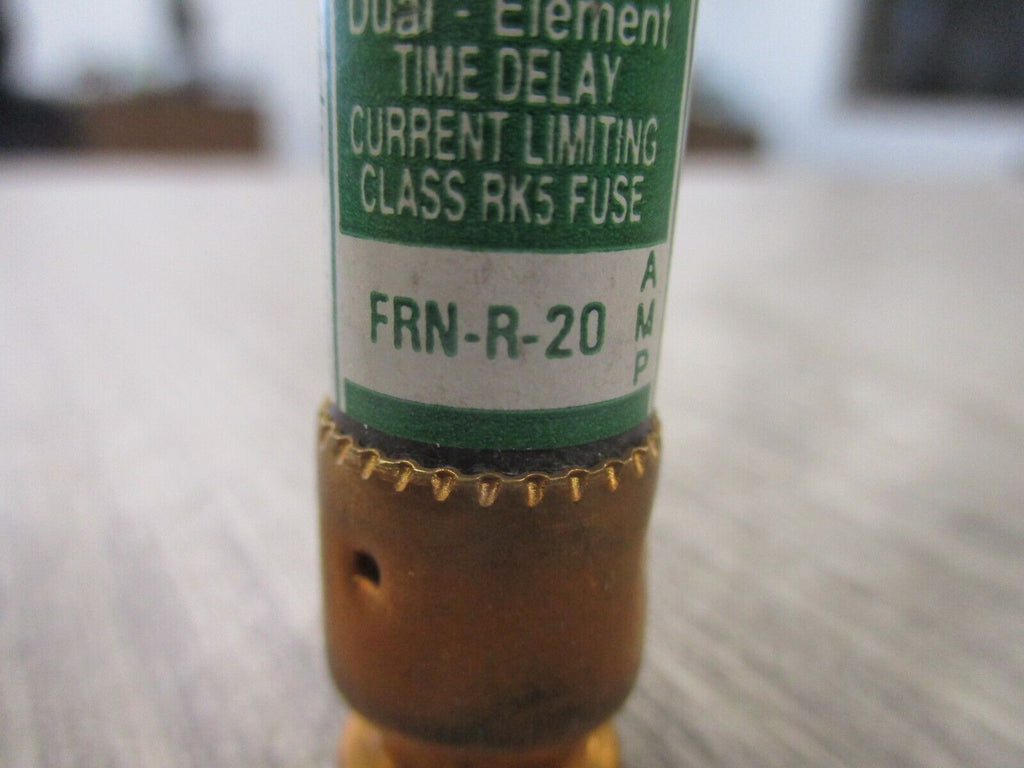 Dual - Element
TIME DELAY
CURRENT LIMITING
CLASS RK5 FUSE
FRN-R-20
AMP